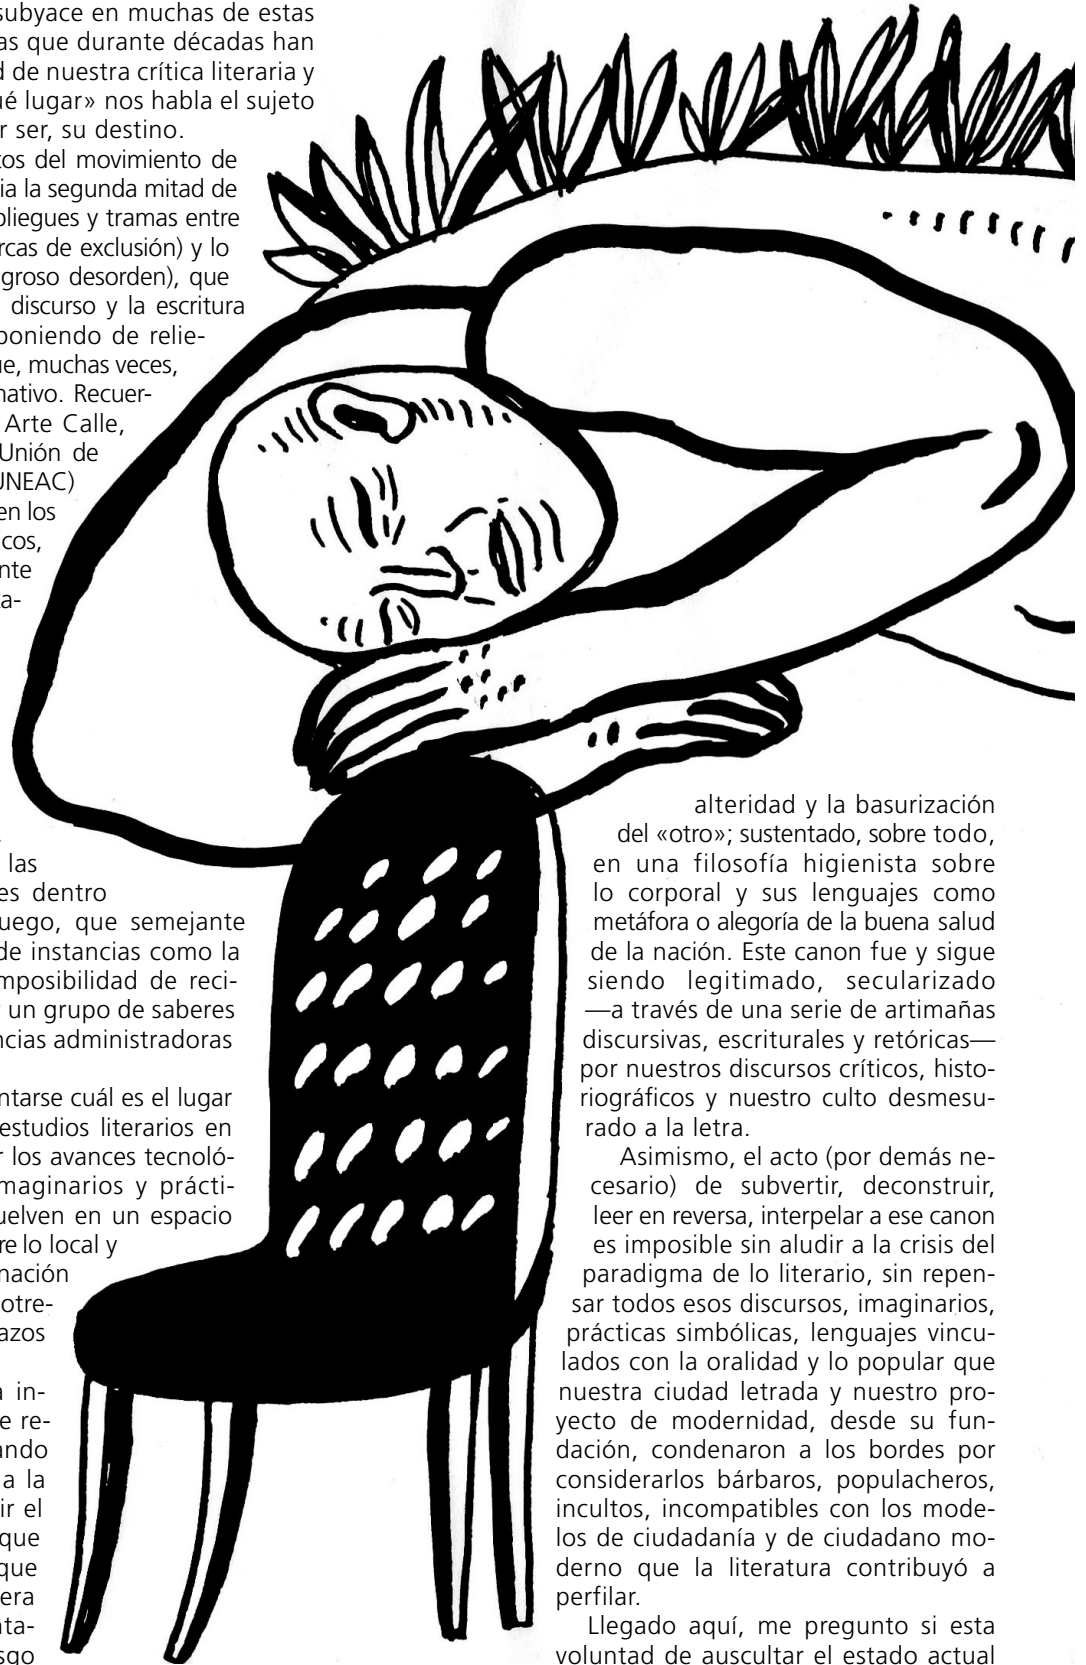 subyace en muchas de estas
as que durante décadas han
d de nuestra crítica literaria y
ué lugar» nos habla el sujeto
r ser, su destino.
tos del movimiento de
ia la segunda mitad de
pliegues y tramas entre
rcas de exclusión) y lo
groso desorden), que
discurso y la escritura
poniendo de relie-
ue, muchas veces,
nativo. Recuer-
Arte Calle,
Unión de
UNEAC)
en los
cos,
nte
ta-
las
es dentro
uego, que semejante
de instancias como la
mposibilidad de reci-
r un grupo de saberes
ncias administradoras
ntarse cuál es el lugar
estudios literarios en
r los avances tecnoló-
maginarios y prácti-
uelven en un espacio
re lo local y
nación
otre-
azos
a in-
e re-
ando
a la
ir el
que
que
era
nta-
sgo
alteridad y la basurización
del «otro»; sustentado, sobre todo,
en una filosofía higienista sobre
lo corporal y sus lenguajes como
metáfora o alegoría de la buena salud
de la nación. Este canon fue y sigue
siendo legitimado, secularizado
—a través de una serie de artimañas
discursivas, escriturales y retóricas—
por nuestros discursos críticos, histo-
riográficos y nuestro culto desmesu-
rado a la letra.
Asimismo, el acto (por demás ne-
cesario) de subvertir, deconstruir,
leer en reversa, interpelar a ese canon
es imposible sin aludir a la crisis del
paradigma de lo literario, sin repen-
sar todos esos discursos, imaginarios,
prácticas simbólicas, lenguajes vincu-
lados con la oralidad y lo popular que
nuestra ciudad letrada y nuestro pro-
yecto de modernidad, desde su fun-
dación, condenaron a los bordes por
considerarlos bárbaros, populacheros,
incultos, incompatibles con los mode-
los de ciudadanía y de ciudadano mo-
derno que la literatura contribuyó a
perfilar.
Llegado aquí, me pregunto si esta
voluntad de auscultar el estado actual